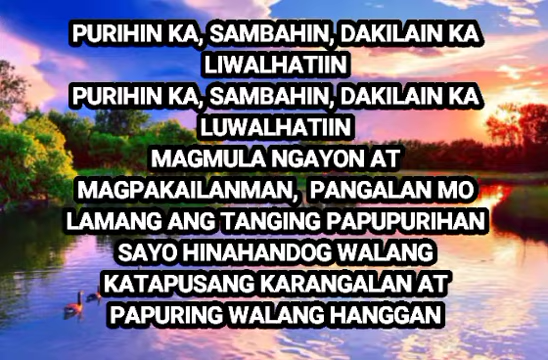 PURIHIN KA, SAMBAHIN, DAKILAIN KA
LIWALHATIIN
PURIHIN KA, SAMBAHIN, DAKILAIN KA
LUWALHATIIN
MAGMULA NGAYON AT
MAGPAKAILANMAN, PANGALAN MO
LAMANG ANG TANGING PAPUPURIHAN
SAYO HINAHANDOG WALANG
KATAPUSANG KARANGALAN AT
PAPURING WALANG HANGGAN